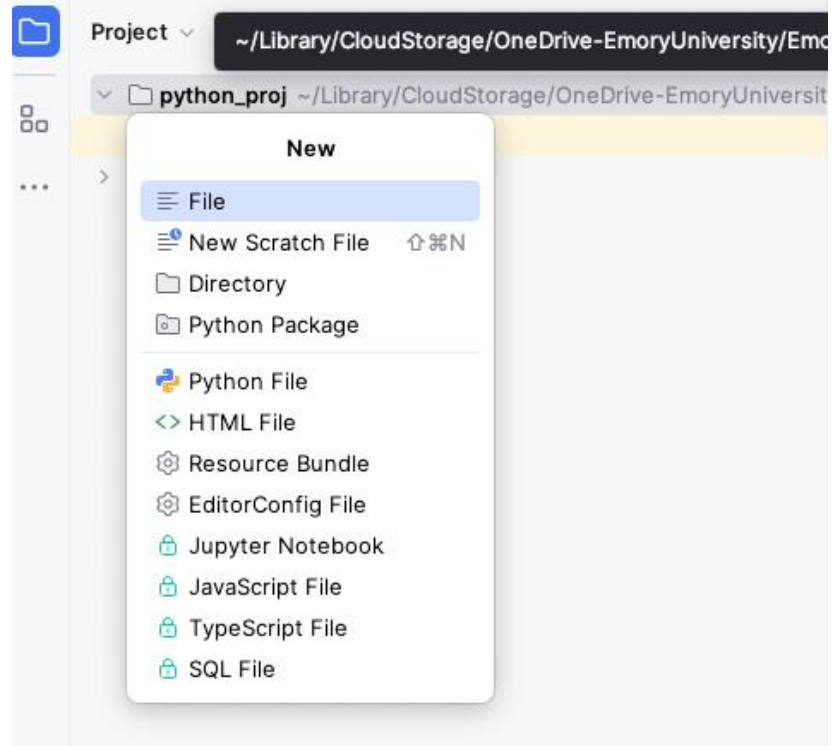 Project
~/Library/CloudStorage/OneDrive-EmoryUniversity/Emo
python_proj ~/Library/CloudStorage/OneDrive-EmoryUniversit
New
File
New Scratch File ⇧⌘N
Directory
Python Package
Python File
HTML File
Resource Bundle
EditorConfig File
Jupyter Notebook
JavaScript File
TypeScript File
SQL File